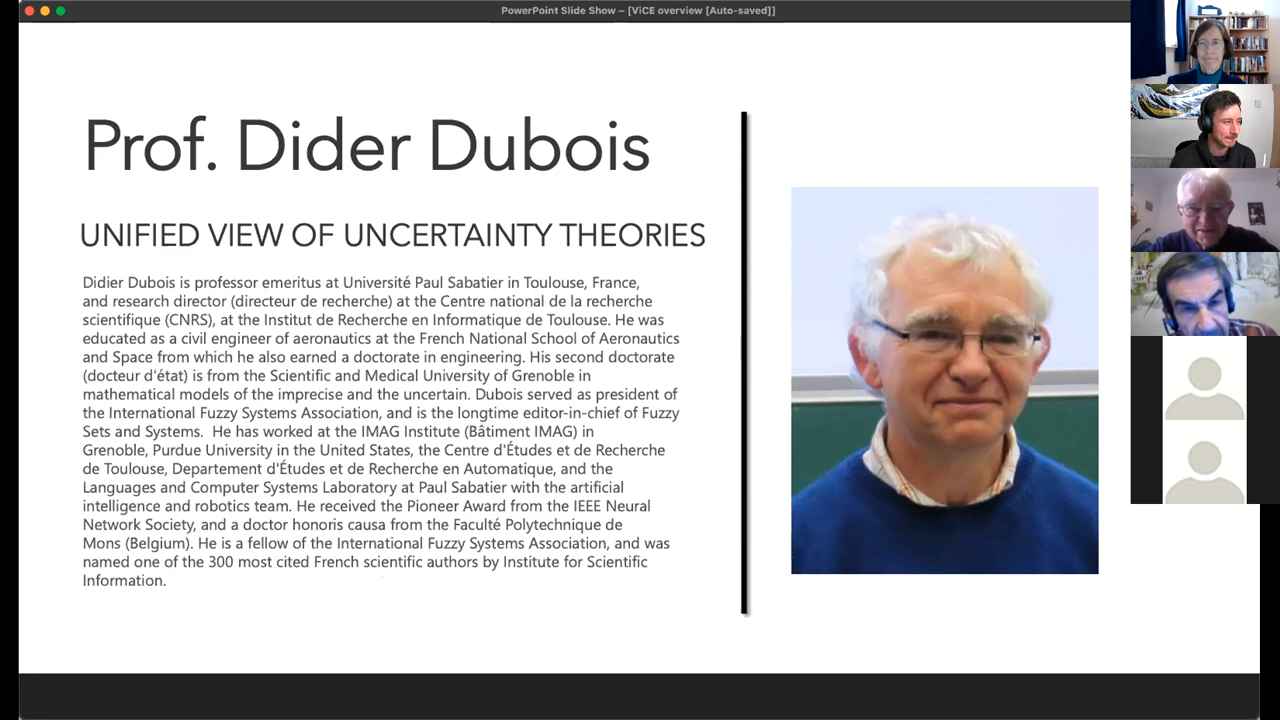 PowerPoint Slide Show – [ViCE overview [Auto-saved]]
Prof. Dider Dubois
UNIFIED VIEW OF UNCERTAINTY THEORIES
Didier Dubois is professor emeritus at Université Paul Sabatier in Toulouse, France,
and research director (directeur de recherche) at the Centre national de la recherche
scientifique (CNRS), at the Institut de Recherche en Informatique de Toulouse. He was
educated as a civil engineer of aeronautics at the French National School of Aeronautics
and Space from which he also earned a doctorate in engineering. His second doctorate
(docteur d'état) is from the Scientific and Medical University of Grenoble in
mathematical models of the imprecise and the uncertain. Dubois served as president of
the International Fuzzy Systems Association, and is the longtime editor-in-chief of Fuzzy
Sets and Systems. He has worked at the IMAG Institute (Bâtiment IMAG) in
Grenoble, Purdue University in the United States, the Centre d'Études et de Recherche
de Toulouse, Departement d'Études et de Recherche en Automatique, and the
Languages and Computer Systems Laboratory at Paul Sabatier with the artificial
intelligence and robotics team. He received the Pioneer Award from the IEEE Neural
Network Society, and a doctor honoris causa from the Faculté Polytechnique de
Mons (Belgium). He is a fellow of the International Fuzzy Systems Association, and was
named one of the 300 most cited French scientific authors by Institute for Scientific
Information.